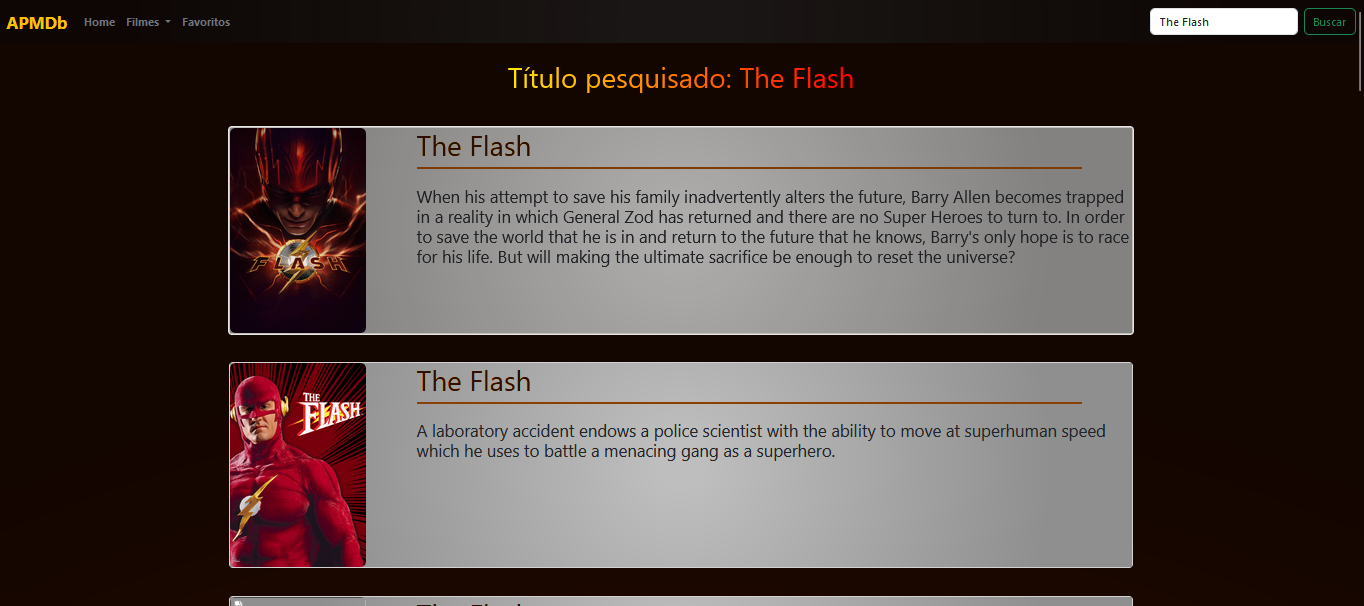 APMDb Home Filmes Favoritos The Flash Buscar
Título pesquisado: The Flash
The Flash
FLASH
When his attempt to save his family inadvertently alters the future, Barry Allen becomes trapped
in a reality in which General Zod has returned and there are no Super Heroes to turn to. In order
to save the world that he is in and return to the future that he knows, Barry's only hope is to race
for his life. But will making the ultimate sacrifice be enough to reset the universe?
The Flash
THE
FLASH
A laboratory accident endows a police scientist with the ability to move at superhuman speed
which he uses to battle a menacing gang as a superhero.